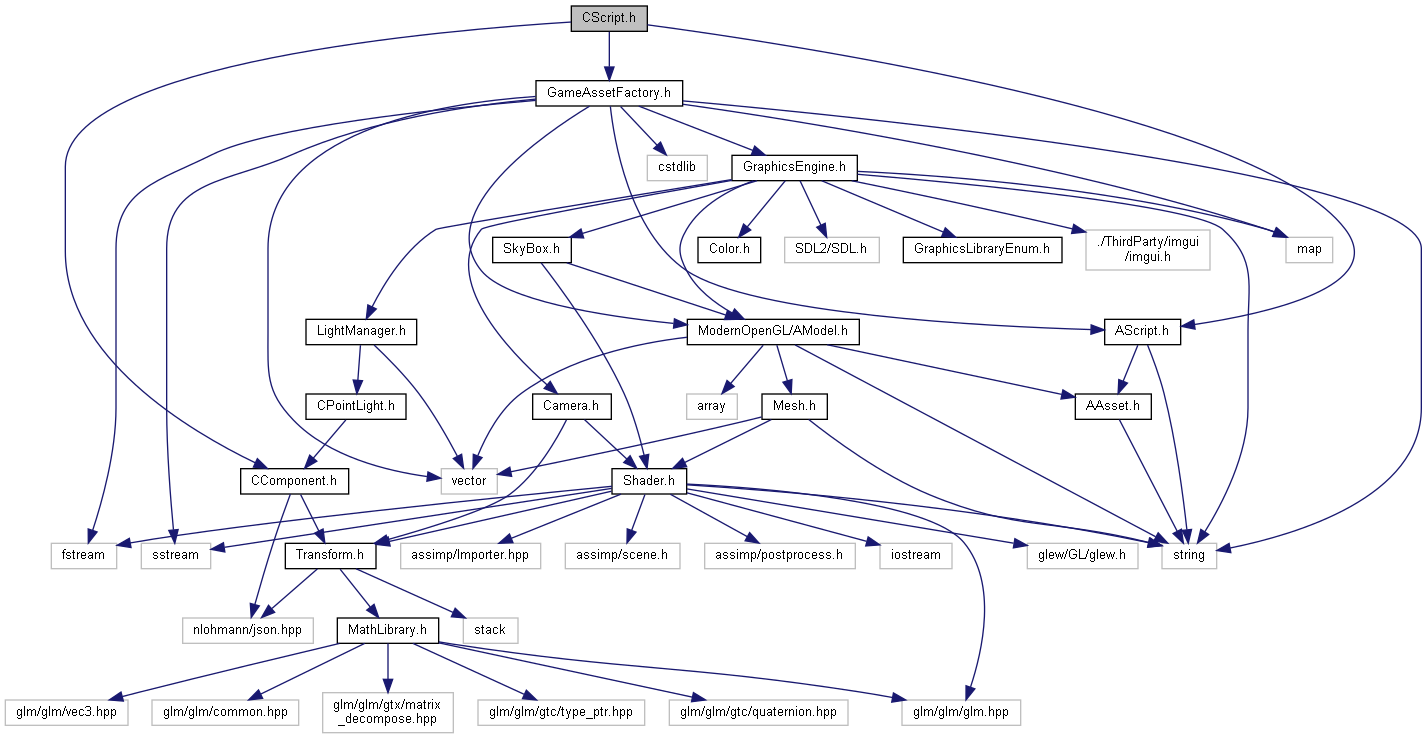 CScript.h
GameAssetFactory.h
cstdlib
GraphicsEngine.h
SkyBox.h
Color.h
SDL2/SDL.h
GraphicsLibraryEnum.h
./ThirdParty/imgui
/imgui.h
map
LightManager.h
ModernOpenGL/AModel.h
AScript.h
CPointLight.h
Camera.h
array
Mesh.h
AAsset.h
CComponent.h
vector
Shader.h
fstream
sstream
Transform.h
assimp/Importer.hpp
assimp/scene.h
assimp/postprocess.h
iostream
glew/GL/glew.h
string
nlohmann/json.hpp
MathLibrary.h
stack
glm/glm/vec3.hpp
glm/glm/common.hpp
glm/glm/gtx/matrix
_decompose.hpp
glm/glm/gtc/type_ptr.hpp
glm/glm/gtc/quaternion.hpp
glm/glm/glm.hpp